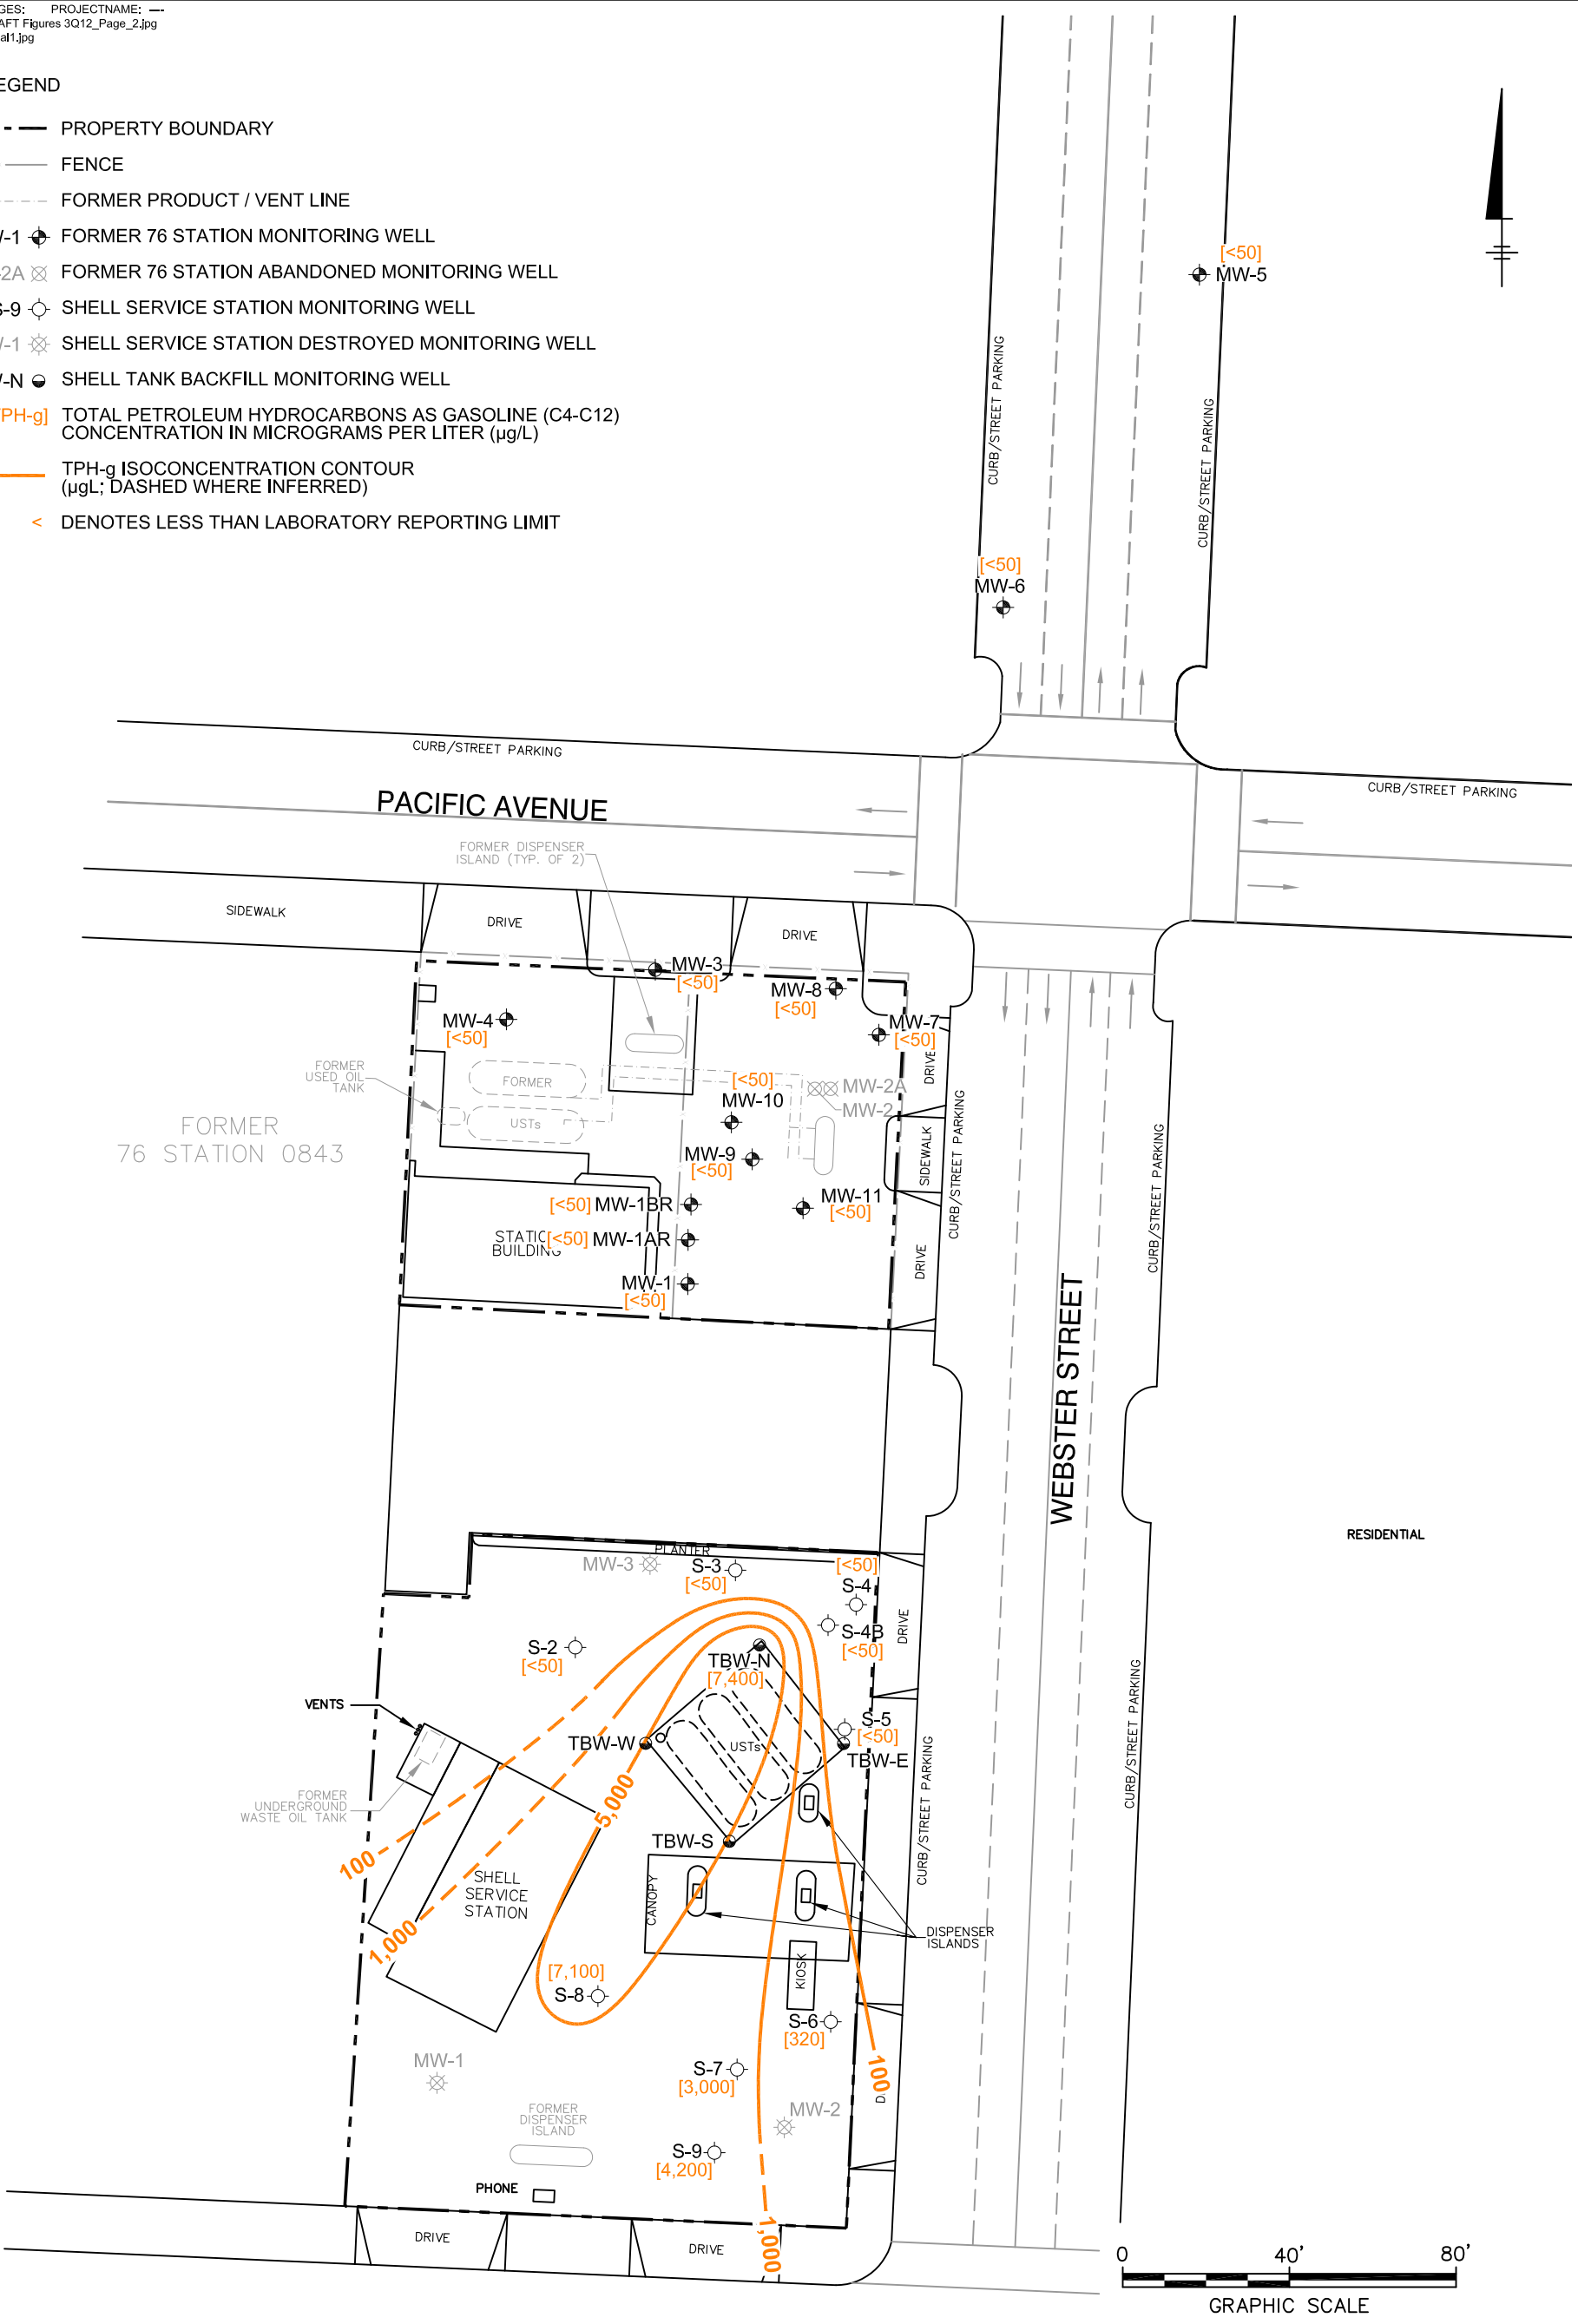 GES: PROJECTNAME: ----
AFT Figures 3Q12_Page_2.jpg
al1.jpg
EGEND
PROPERTY BOUNDARY
FENCE
FORMER PRODUCT / VENT LINE
W-1 FORMER 76 STATION MONITORING WELL
-2A FORMER 76 STATION ABANDONED MONITORING WELL
S-9 SHELL SERVICE STATION MONITORING WELL
W-1 SHELL SERVICE STATION DESTROYED MONITORING WELL
W-N SHELL TANK BACKFILL MONITORING WELL
TPH-g] TOTAL PETROLEUM HYDROCARBONS AS GASOLINE (C4-C12)
CONCENTRATION IN MICROGRAMS PER LITER (µg/L)
TPH-g ISOCONCENTRATION CONTOUR
(µgL; DASHED WHERE INFERRED)
< DENOTES LESS THAN LABORATORY REPORTING LIMIT
[<50]
MW-5
CURB/STREET PARKING
CURB/STREET PARKING
[<50]
MW-6
CURB/STREET PARKING
PACIFIC AVENUE
CURB/STREET PARKING
FORMER DISPENSER
ISLAND (TYP. OF 2)
SIDEWALK
DRIVE
DRIVE
MW-3
[<50]
MW-8
[<50]
MW-4
[<50]
MW-7
[<50]
DRIVE
FORMER
USED OIL
TANK
FORMER
USTs
[<50]
MW-10
MW-2A
MW-2
FORMER
76 STATION 0843
MW-9
[<50]
SIDEWALK
CURB/STREET PARKING
CURB/STREET PARKING
[<50] MW-1BR
MW-11
[<50]
STATIO
BUILDING
[<50] MW-1AR
DRIVE
MW-1
[<50]
WEBSTER STREET
RESIDENTIAL
PLANTER
MW-3
S-3
[<50]
[<50]
S-4
S-4B
[<50]
DRIVE
S-2
[<50]
TBW-N
[7,400]
CURB/STREET PARKING
VENTS
TBW-W
USTs
S-5
[<50]
TBW-E
CURB/STREET PARKING
FORMER
UNDERGROUND
WASTE OIL TANK
5,000
TBW-S
100
SHELL
SERVICE
STATION
CANOPY
1,000
DISPENSER
ISLANDS
KIOSK
[7,100]
S-8
S-6
[320]
MW-1
S-7
[3,000]
100
D
FORMER
DISPENSER
ISLAND
MW-2
S-9
[4,200]
PHONE
DRIVE
DRIVE
1,000
0 40' 80'
GRAPHIC SCALE